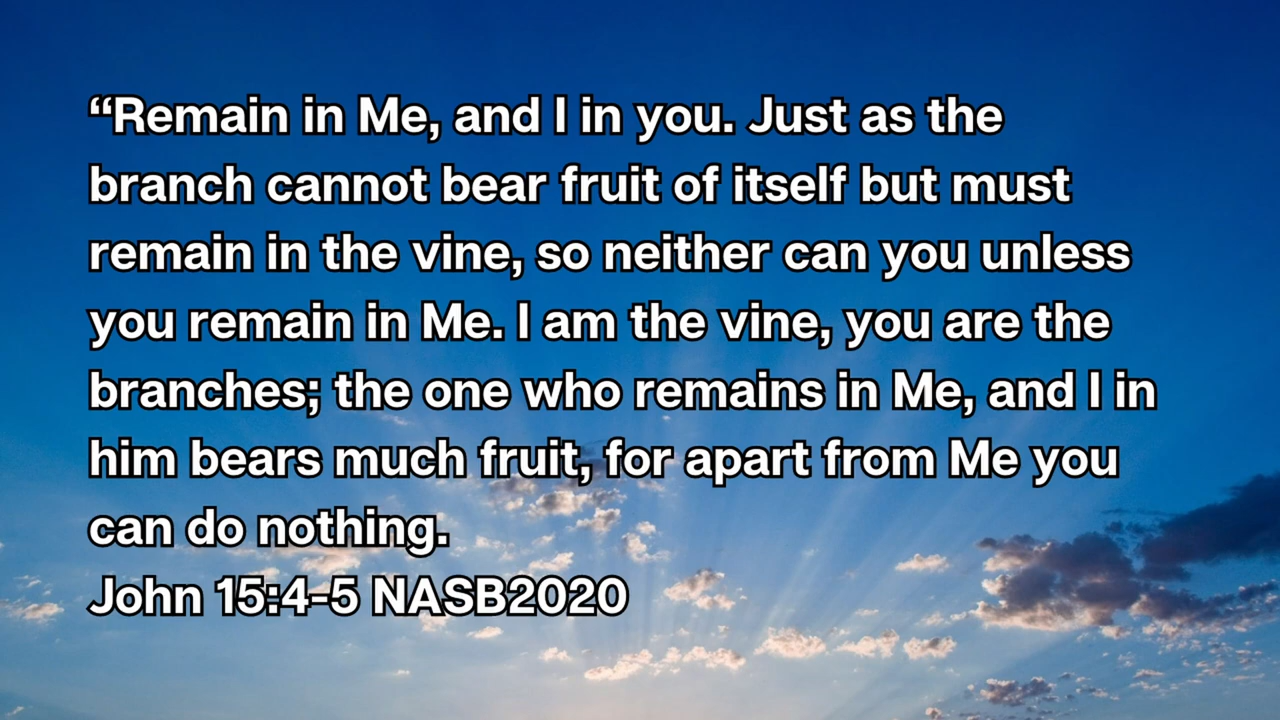 “Remain in Me, and I in you. Just as the
branch cannot bear fruit of itself but must
remain in the vine, so neither can you unless
you remain in Me. I am the vine, you are the
branches; the one who remains in Me, and I in
him bears much fruit, for apart from Me you
can do nothing.
John 15:4-5 NASB2020